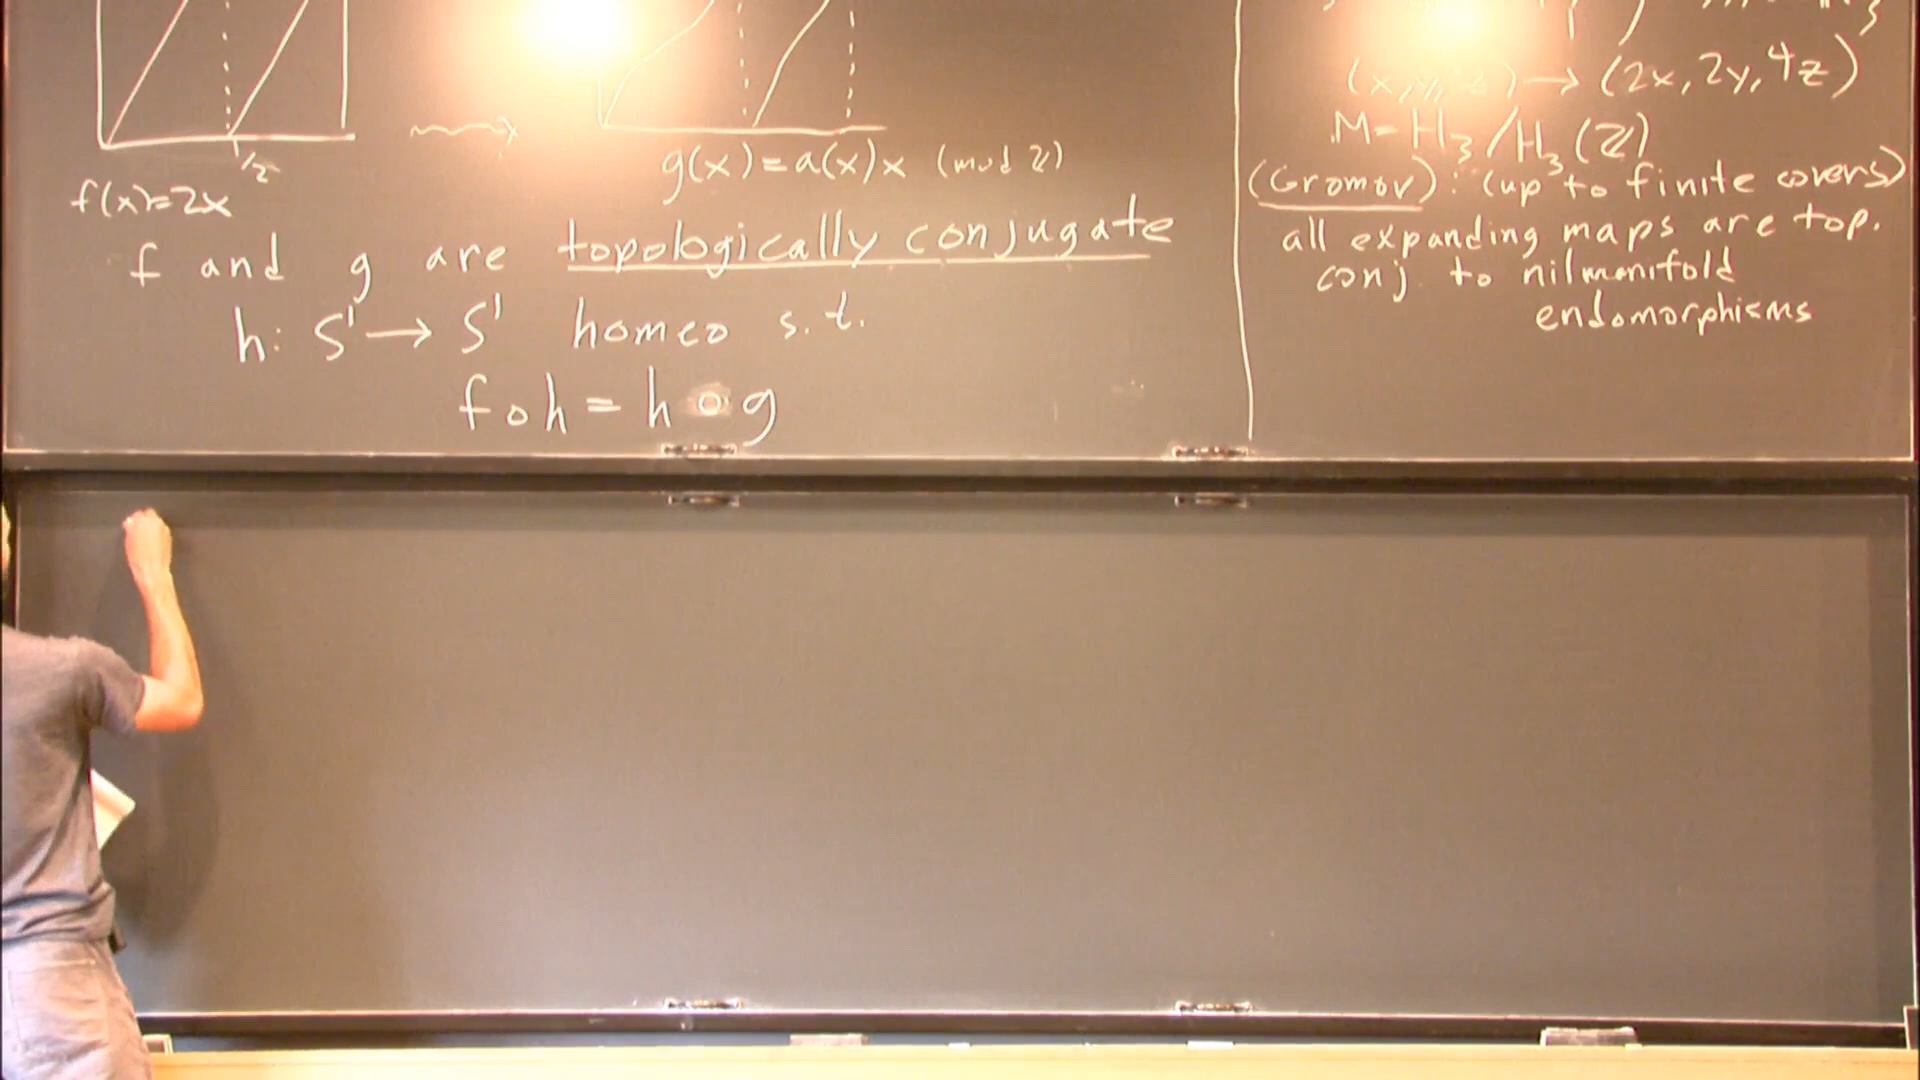 1/2
f(x)=2x
g(x)=a(x)x (mod ℤ)
f and g are topologically conjugate
h: S¹ → S¹ homeo s.t.
f∘h = h∘g
(x,y,z) → (2x,2y,4z)
M=H₃/H₃(ℤ)
(Gromov): (up to finite covers)
all expanding maps are top.
conj. to nilmanifold
endomorphisms